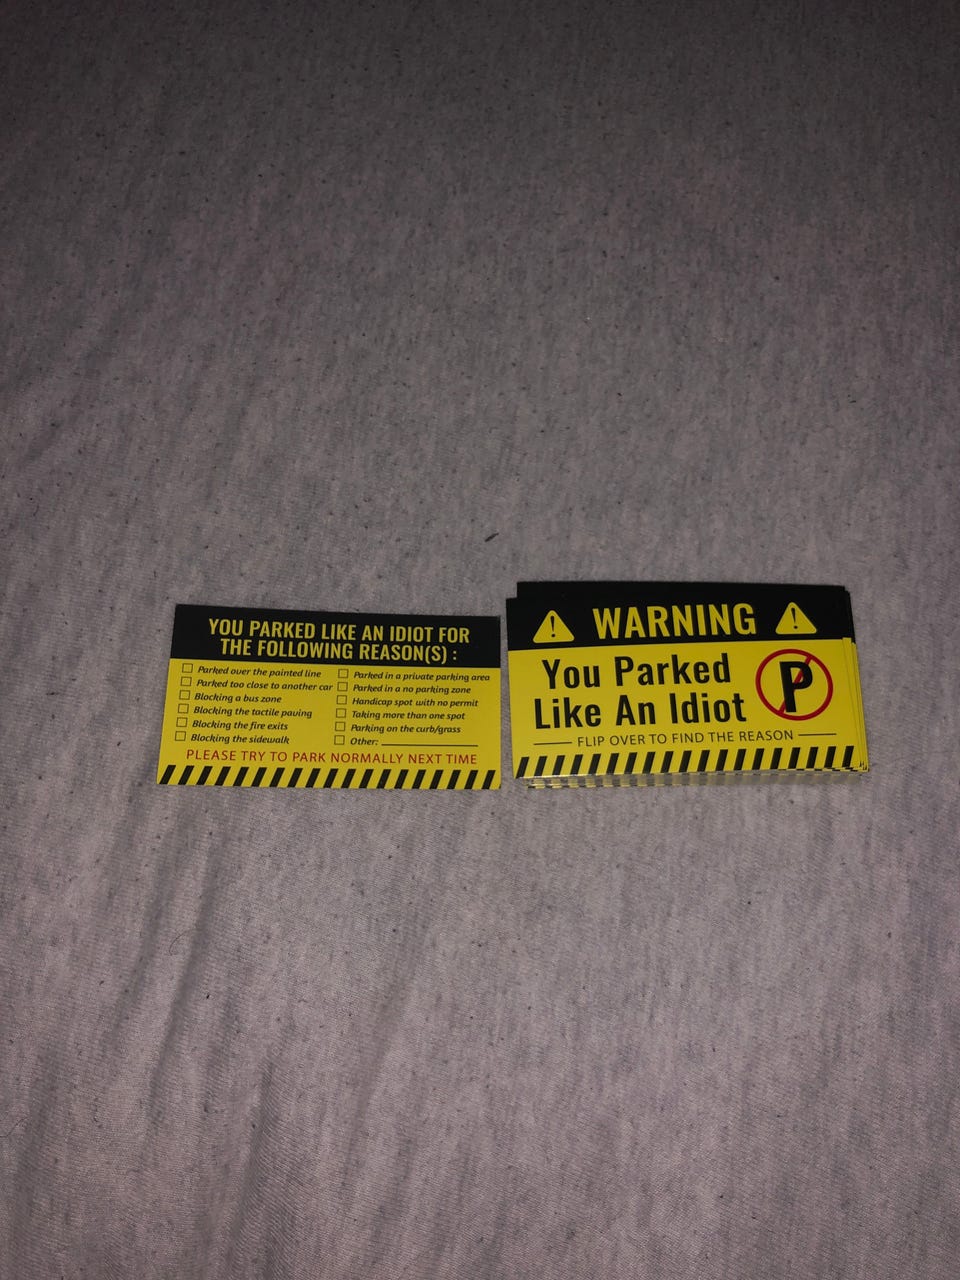 YOU PARKED LIKE AN IDIOT FOR
THE FOLLOWING REASON(S) :
Parked over the painted line
Parked too close to another car
Blocking a bus zone
Blocking the tactile paving
Blocking the fire exits
Blocking the sidewalk
Parked in a private parking area
Parked in a no parking zone
Handicap spot with no permit
Taking more than one spot
Parking on the curb/grass
Other:
PLEASE TRY TO PARK NORMALLY NEXT TIME
WARNING
You Parked
Like An Idiot
P
FLIP OVER TO FIND THE REASON